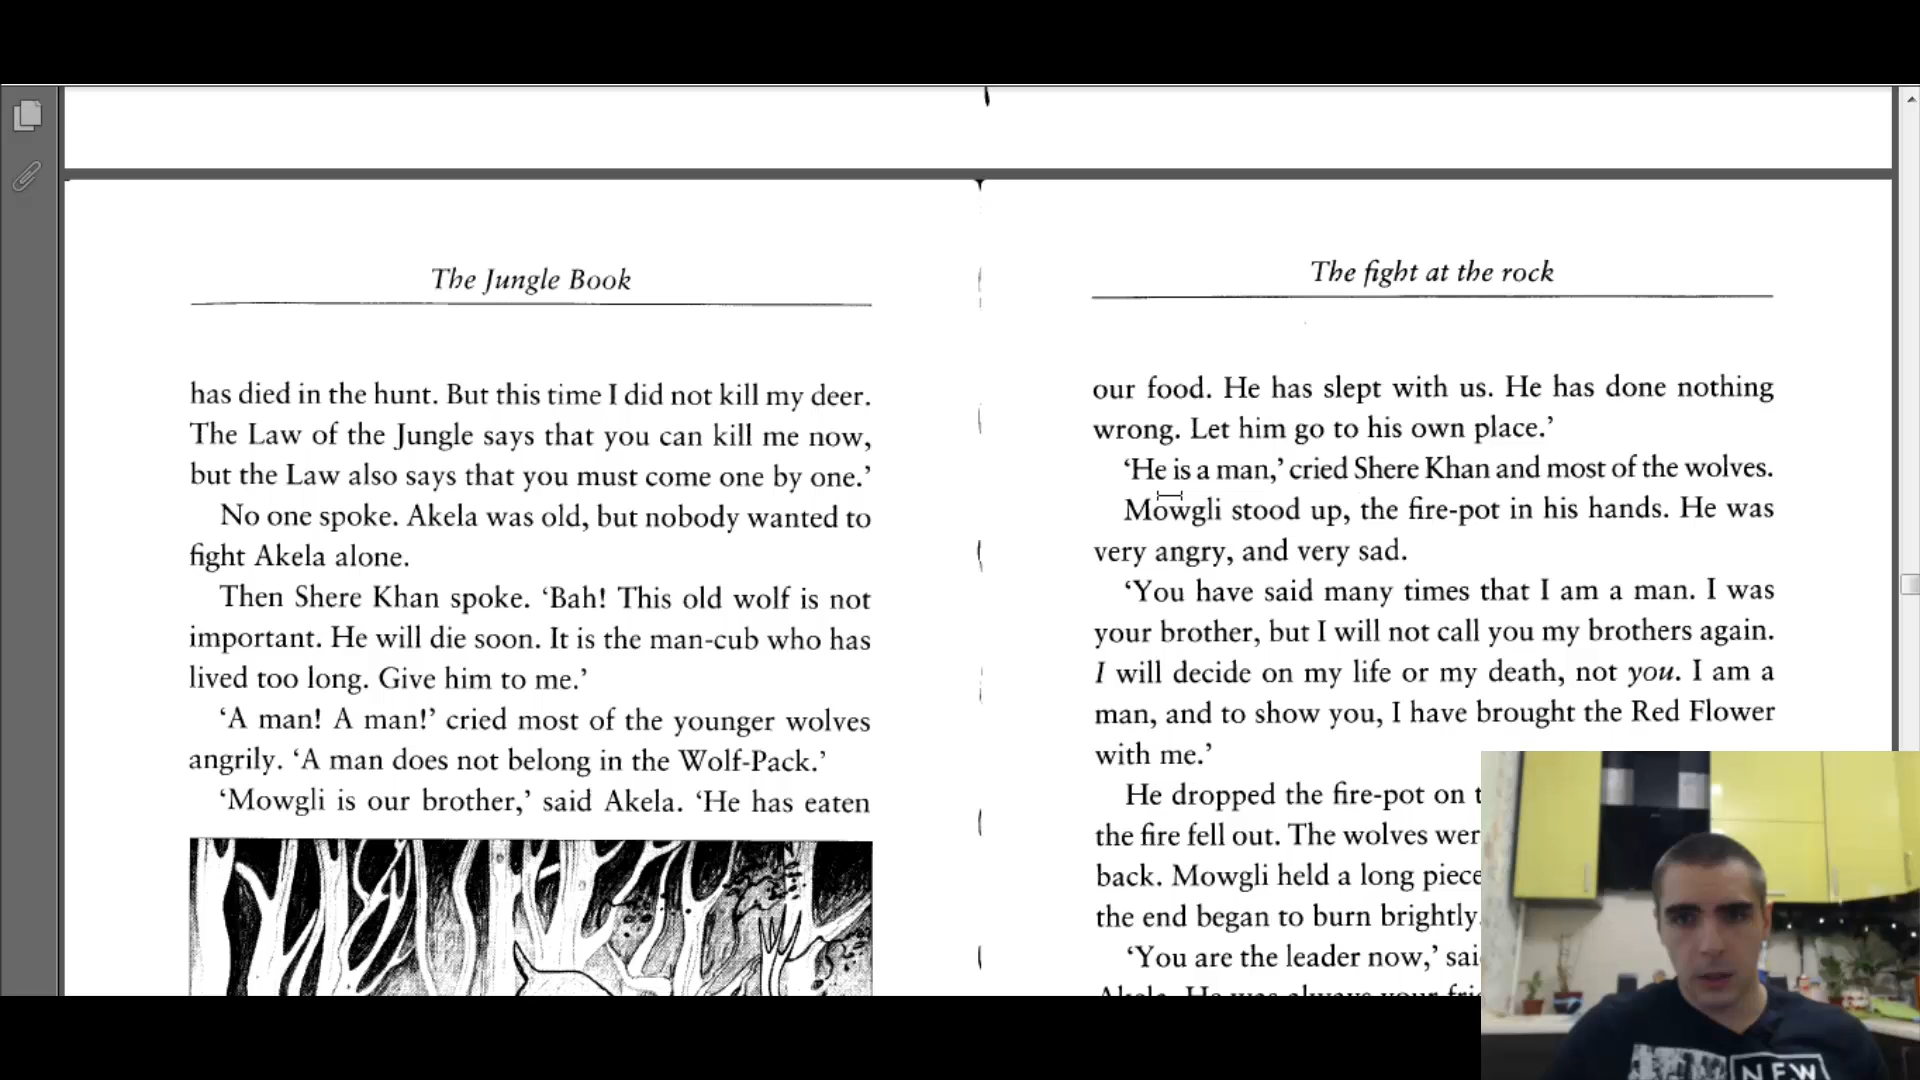 The Jungle Book
has died in the hunt. But this time I did not kill my deer.
The Law of the Jungle says that you can kill me now,
but the Law also says that you must come one by one.’
No one spoke. Akela was old, but nobody wanted to
fight Akela alone.
Then Shere Khan spoke. ‘Bah! This old wolf is not
important. He will die soon. It is the man-cub who has
lived too long. Give him to me.’
‘A man! A man!’ cried most of the younger wolves
angrily. ‘A man does not belong in the Wolf-Pack.’
‘Mowgli is our brother,’ said Akela. ‘He has eaten
The fight at the rock
our food. He has slept with us. He has done nothing
wrong. Let him go to his own place.’
‘He is a man,’ cried Shere Khan and most of the wolves.
Mowgli stood up, the fire-pot in his hands. He was
very angry, and very sad.
‘You have said many times that I am a man. I was
your brother, but I will not call you my brothers again.
I will decide on my life or my death, not you. I am a
man, and to show you, I have brought the Red Flower
with me.’
He dropped the fire-pot on
the fire fell out. The wolves wer
back. Mowgli held a long piece
the end began to burn brightly.
‘You are the leader now,’ sai
Akela. He was always your fri
NEW